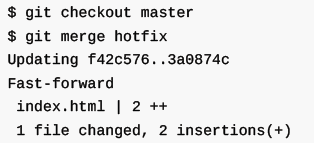 $ git checkout master
$ git merge hotfix
Updating f42c576..3a0874c
Fast-forward
 index.html | 2 ++
 1 file changed, 2 insertions(+)